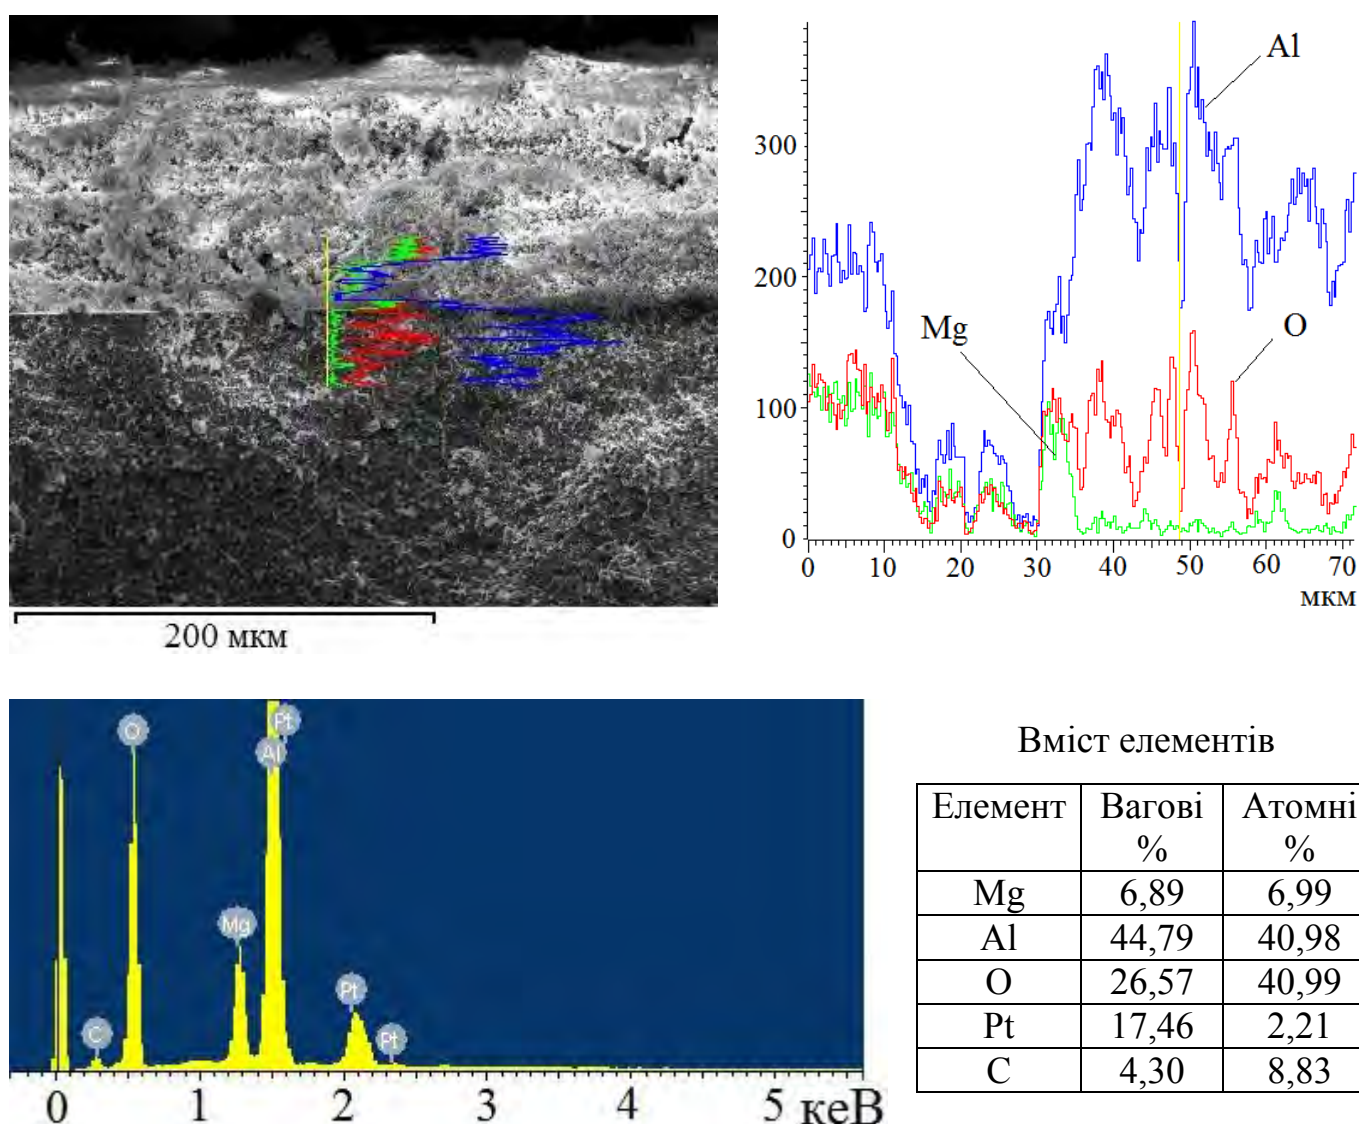 Al
300
200
Mg
O
100
0
0 10 20 30 40 50 60 70
мкм
200 мкм
O
Pt
Al
Mg
Pt
C
Pt
0 1 2 3 4 5 кеВ
Вміст елементів
Елемент Вагові % Атомні %
Mg 6,89 6,99
Al 44,79 40,98
O 26,57 40,99
Pt 17,46 2,21
C 4,30 8,83